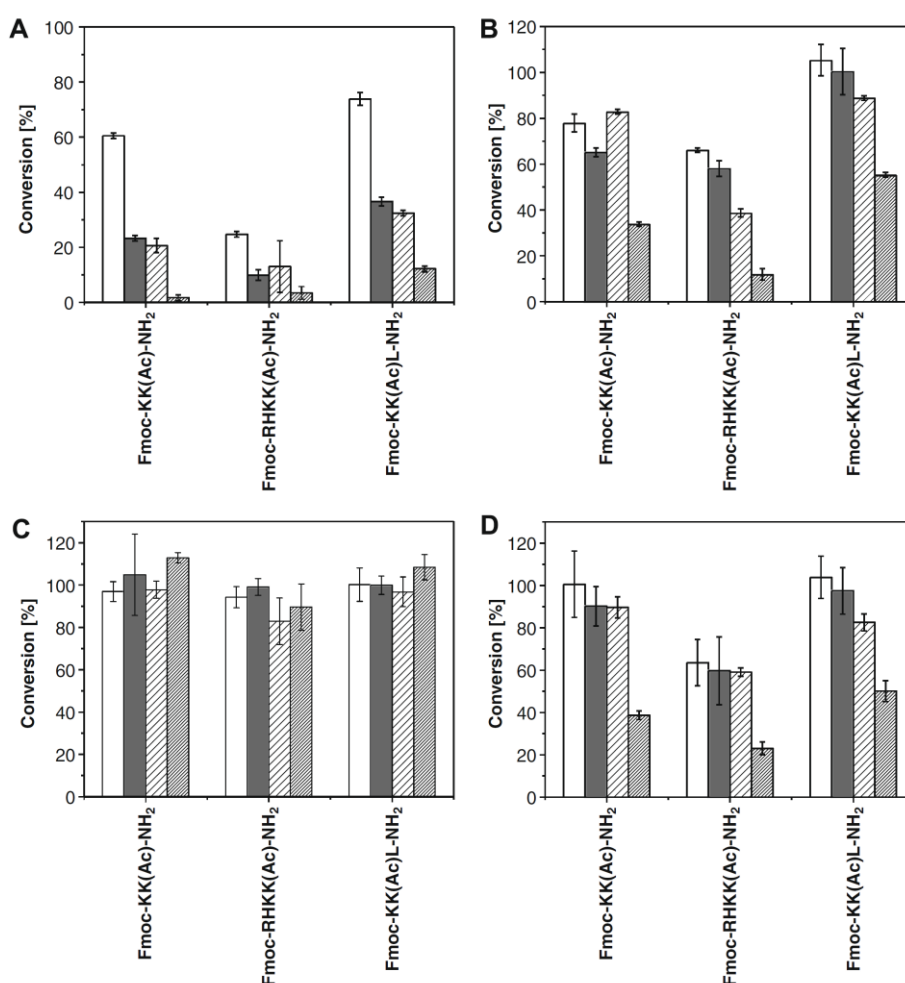 A
Conversion [%]
100
80
60
40
20
0
Fmoc-KK(Ac)-NH₂
Fmoc-RHKK(Ac)-NH₂
Fmoc-KK(Ac)L-NH₂
B
Conversion [%]
120
100
80
60
40
20
0
Fmoc-KK(Ac)-NH₂
Fmoc-RHKK(Ac)-NH₂
Fmoc-KK(Ac)L-NH₂
C
Conversion [%]
120
100
80
60
40
20
0
Fmoc-KK(Ac)-NH₂
Fmoc-RHKK(Ac)-NH₂
Fmoc-KK(Ac)L-NH₂
D
Conversion [%]
120
100
80
60
40
20
0
Fmoc-KK(Ac)-NH₂
Fmoc-RHKK(Ac)-NH₂
Fmoc-KK(Ac)L-NH₂